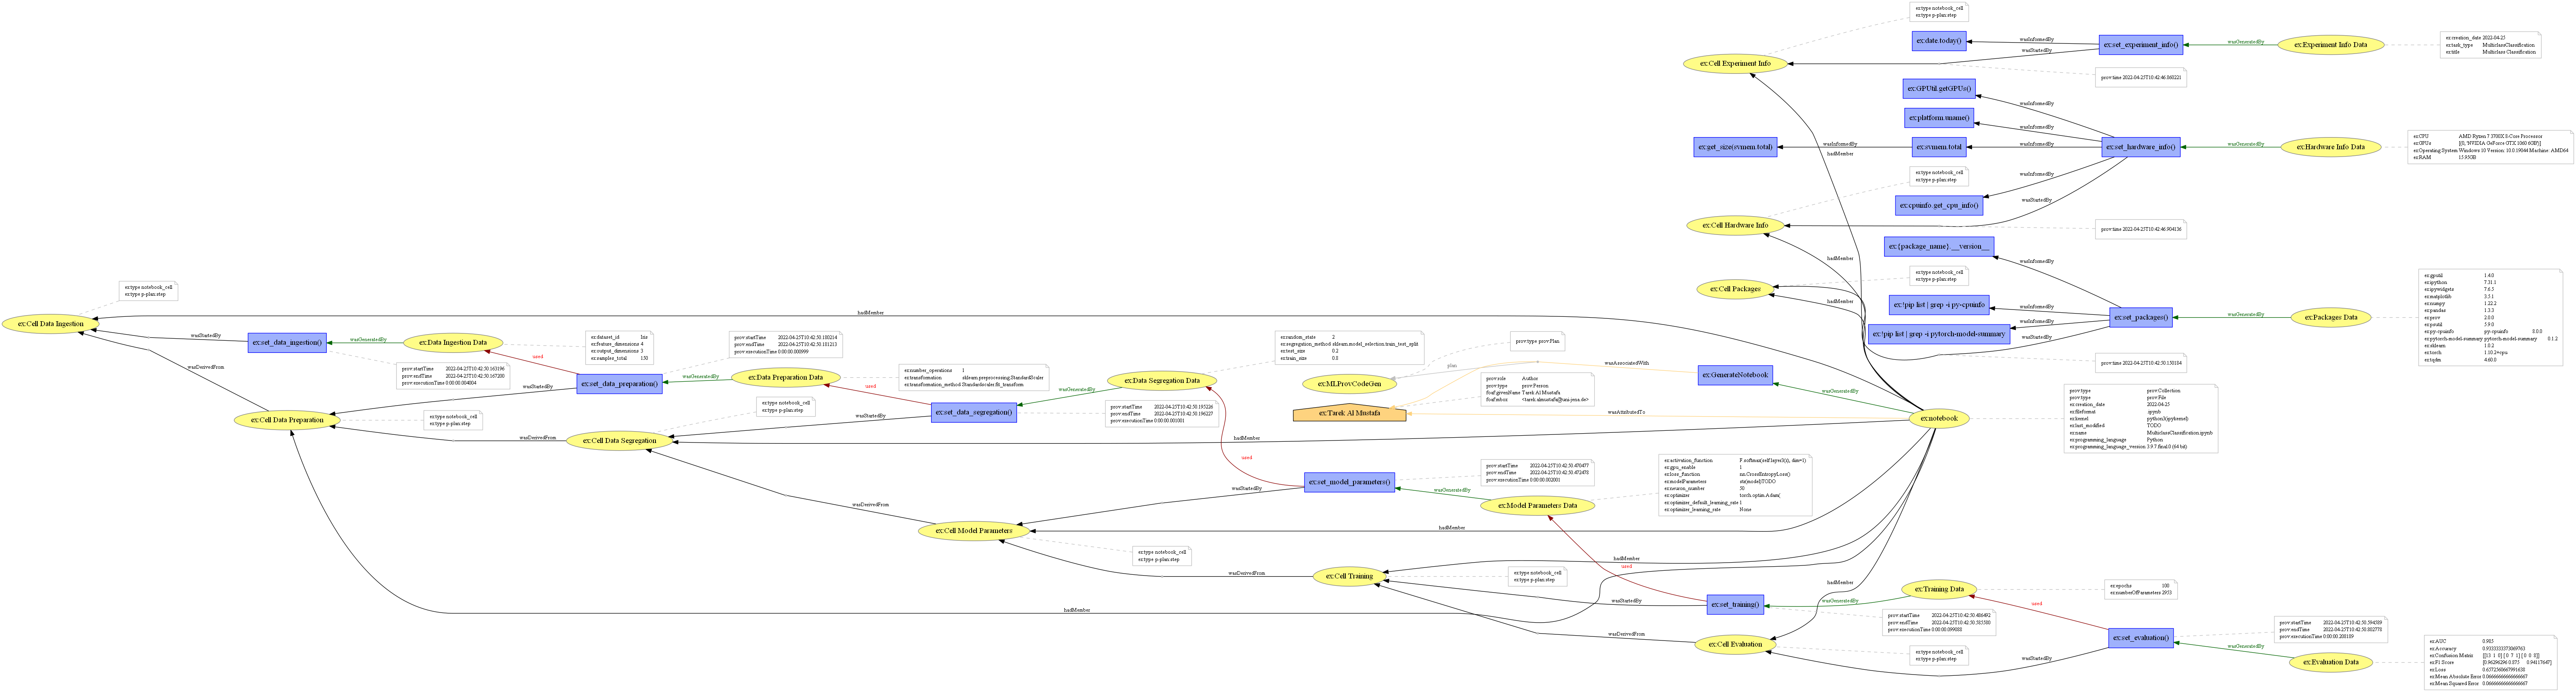 ex:type notebook_cell
ex:type p-plan:step
ex:Cell Experiment Info
ex:date.today()
wasInformedBy
wasStartedBy
ex:set_experiment_info()
wasGeneratedBy
ex:Experiment Info Data
ex:creation_date 2022-04-25
ex:task_type MulticlassClassification
ex:title Multiclass Classification
prov:time 2022-04-25T10:42:46.860221
ex:GPUtil.getGPUs()
wasInformedBy
ex:platform.uname()
wasInformedBy
ex:get_size(svmem.total)
wasInformedBy
ex:svmem.total
wasInformedBy
ex:set_hardware_info()
wasGeneratedBy
ex:Hardware Info Data
ex:CPU AMD Ryzen 7 3700X 8-Core Processor
ex:GPUs [(0, 'NVIDIA GeForce GTX 1060 6GB')]
ex:Operating System Windows 10 Version: 10.0.19044 Machine: AMD64
ex:RAM 15.95GB
hadMember
ex:type notebook_cell
ex:type p-plan:step
wasInformedBy
ex:cpuinfo.get_cpu_info()
wasStartedBy
ex:Cell Hardware Info
prov:time 2022-04-25T10:42:46.904136
ex:{package_name}.__version__
wasInformedBy
hadMember
ex:type notebook_cell
ex:type p-plan:step
ex:Cell Packages
hadMember
ex:!pip list | grep -i py-cpuinfo
wasInformedBy
ex:!pip list | grep -i pytorch-model-summary
wasInformedBy
wasStartedBy
ex:set_packages()
wasGeneratedBy
ex:Packages Data
ex:gputil 1.4.0
ex:ipython 7.31.1
ex:ipywidgets 7.6.5
ex:matplotlib 3.5.1
ex:numpy 1.22.2
ex:pandas 1.3.3
ex:prov 2.0.0
ex:psutil 5.9.0
ex:py-cpuinfo py-cpuinfo 8.0.0
ex:pytorch-model-summary pytorch-model-summary 0.1.2
ex:sklearn 1.0.2
ex:torch 1.10.2+cpu
ex:tqdm 4.60.0
prov:time 2022-04-25T10:42:50.150184
ex:type notebook_cell
ex:type p-plan:step
ex:Cell Data Ingestion
hadMember
wasStartedBy
ex:set_data_ingestion()
wasGeneratedBy
ex:Data Ingestion Data
ex:dataset_id Iris
ex:feature_dimensions 4
ex:output_dimensions 3
ex:samples_total 150
prov:startTime 2022-04-25T10:42:50.163196
prov:endTime 2022-04-25T10:42:50.167200
prov:executionTime 0:00:00.004004
used
wasDerivedFrom
prov:startTime 2022-04-25T10:42:50.180214
prov:endTime 2022-04-25T10:42:50.181213
prov:executionTime 0:00:00.000999
ex:set_data_preparation()
wasGeneratedBy
ex:Data Preparation Data
ex:number_operations 1
ex:transformation sklearn.preprocessing.StandardScaler
ex:transformation_method Standardscaler.fit_transform
wasStartedBy
used
ex:Cell Data Preparation
ex:type notebook_cell
ex:type p-plan:step
wasDerivedFrom
ex:type notebook_cell
ex:type p-plan:step
ex:Cell Data Segregation
wasStartedBy
ex:set_data_segregation()
wasGeneratedBy
ex:Data Segregation Data
ex:random_state 2
ex:segregation_method sklearn.model_selection.train_test_split
ex:test_size 0.2
ex:train_size 0.8
prov:startTime 2022-04-25T10:42:50.195226
prov:endTime 2022-04-25T10:42:50.196227
prov:executionTime 0:00:00.001001
prov:type prov:Plan
ex:MLProvCodeGen
plan
wasAssociatedWith
ex:GenerateNotebook
prov:role Author
prov:type prov:Person
foaf:givenName Tarek Al Mustafa
foaf:mbox <tarek.almustafa@uni-jena.de>
ex:Tarek Al Mustafa
wasAttributedTo
wasGeneratedBy
ex:notebook
prov:type prov:Collection
prov:type prov:File
ex:creation_date 2022-04-25
ex:fileformat .ipynb
ex:kernel python3(ipykernel)
ex:last_modified TODO
ex:name MulticlassClassification.ipynb
ex:programming_language Python
ex:programming_language_version 3.9.7.final.0 (64 bit)
hadMember
used
wasDerivedFrom
wasStartedBy
ex:set_model_parameters()
prov:startTime 2022-04-25T10:42:50.470477
prov:endTime 2022-04-25T10:42:50.472478
prov:executionTime 0:00:00.002001
wasGeneratedBy
ex:Model Parameters Data
ex:activation_function F.softmax(self.layer3(x), dim=1)
ex:gpu_enable 1
ex:loss_function nn.CrossEntropyLoss()
ex:modelParameters str(model)TODO
ex:neuron_number 50
ex:optimizer torch.optim.Adam(
ex:optimizer_default_learning_rate 1
ex:optimizer_learning_rate None
ex:Cell Model Parameters
hadMember
ex:type notebook_cell
ex:type p-plan:step
wasDerivedFrom
hadMember
used
ex:Cell Training
ex:type notebook_cell
ex:type p-plan:step
wasStartedBy
ex:set_training()
wasGeneratedBy
ex:Training Data
ex:epochs 100
ex:numberOfParameters 2953
prov:startTime 2022-04-25T10:42:50.486492
prov:endTime 2022-04-25T10:42:50.585580
prov:executionTime 0:00:00.099088
hadMember
hadMember
used
wasDerivedFrom
ex:Cell Evaluation
ex:type notebook_cell
ex:type p-plan:step
wasStartedBy
ex:set_evaluation()
prov:startTime 2022-04-25T10:42:50.594589
prov:endTime 2022-04-25T10:42:50.802778
prov:executionTime 0:00:00.208189
wasGeneratedBy
ex:Evaluation Data
ex:AUC 0.985
ex:Accuracy 0.9333333373069763
ex:Confusion Matrix [[13 1 0] [ 0 7 1] [ 0 0 8]]
ex:F1 Score [0.96296296 0.875 0.94117647]
ex:Loss 0.6572560667991638
ex:Mean Absolute Error 0.06666666666666667
ex:Mean Squared Error 0.06666666666666667